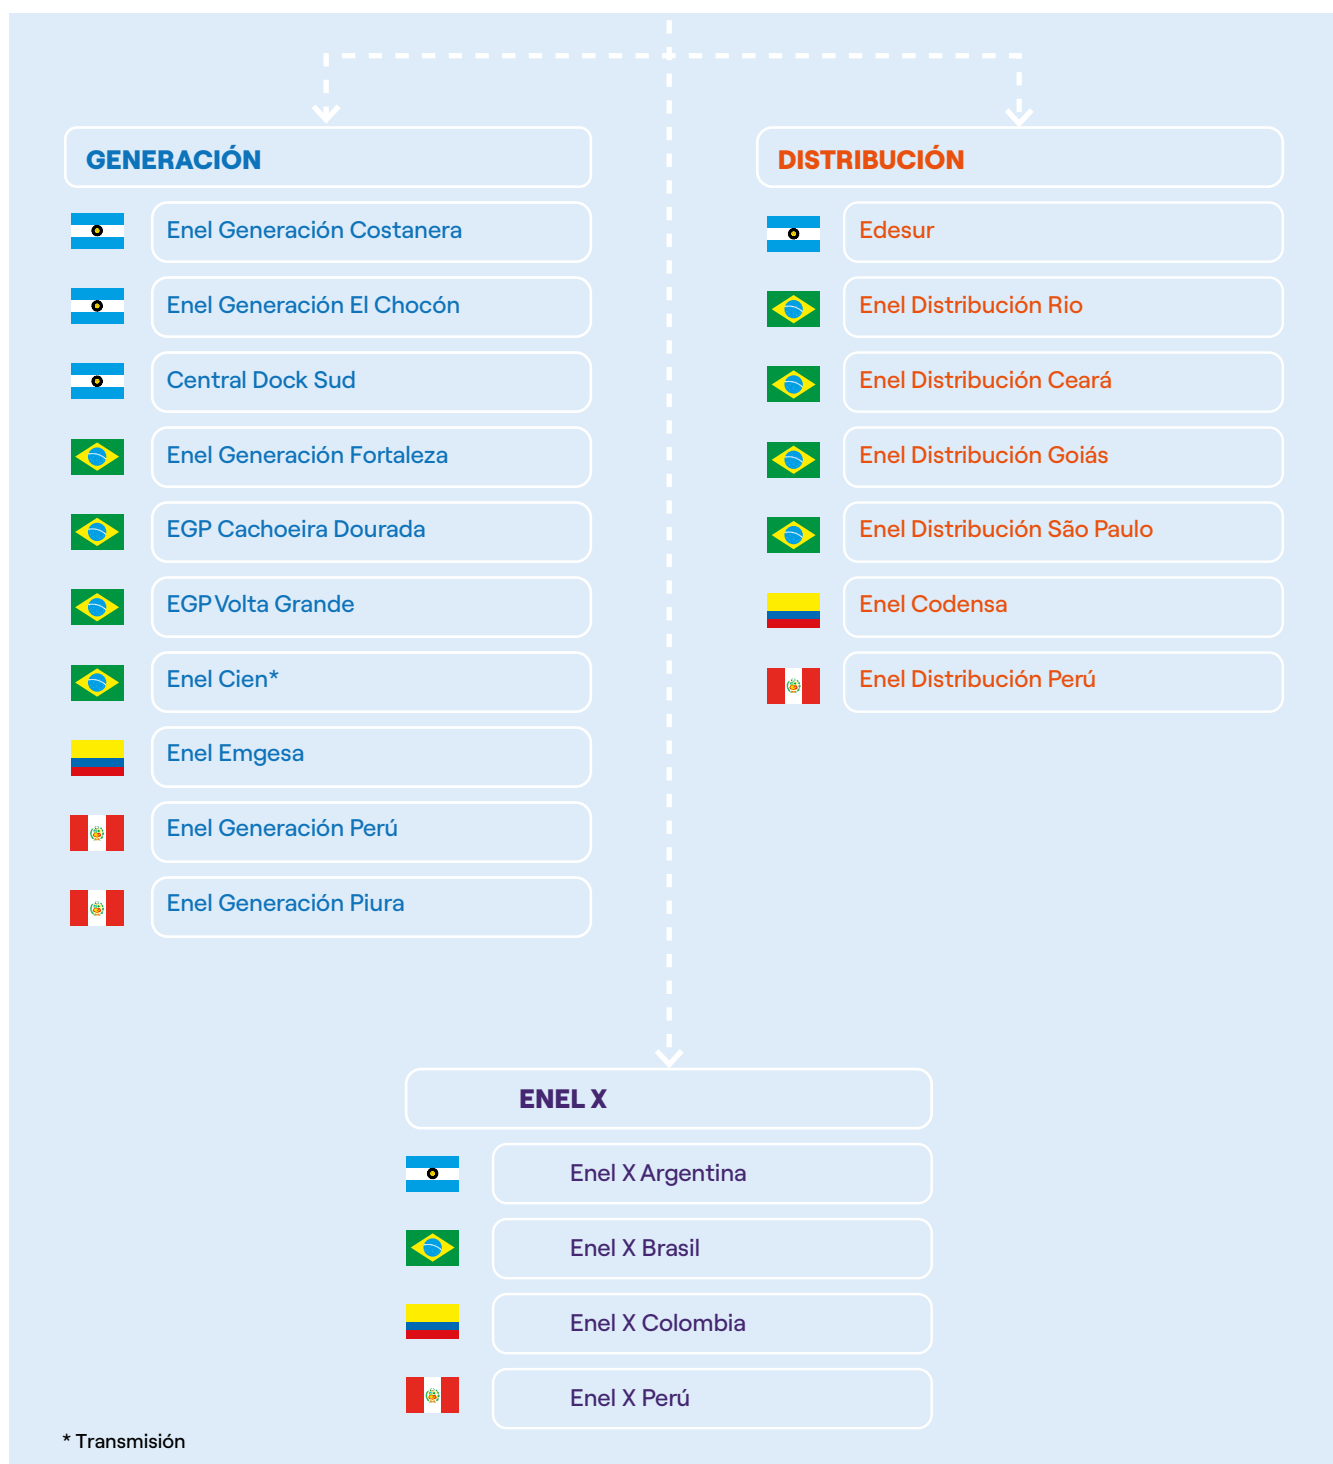 GENERACIÓN
Enel Generación Costanera
Enel Generación El Chocón
Central Dock Sud
Enel Generación Fortaleza
EGP Cachoeira Dourada
EGP Volta Grande
Enel Cien*
Enel Emgesa
Enel Generación Perú
Enel Generación Piura
DISTRIBUCIÓN
Edesur
Enel Distribución Rio
Enel Distribución Ceará
Enel Distribución Goiás
Enel Distribución São Paulo
Enel Codensa
Enel Distribución Perú
ENEL X
Enel X Argentina
Enel X Brasil
Enel X Colombia
Enel X Perú
* Transmisión